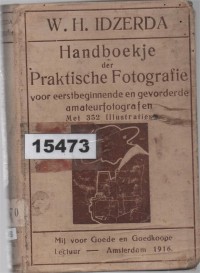 W. H. IDZERDA
Handboekje
der
Praktische Fotografie
voor eerstbeginnende en gevorderde
amateurfotografen
Met 352 Illustratie
15473
Mij voor Goede en Goedkoope
Lectuur — Amsterdam 1916.